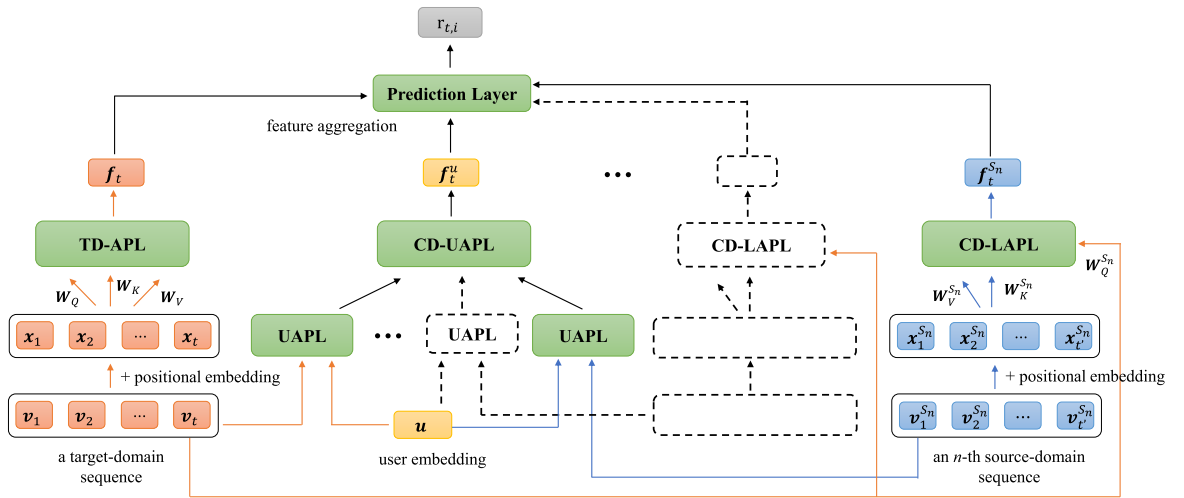 r_{t,i}
Prediction Layer
feature aggregation
f_t
f_t^u
...
f_t^{S_n}
TD-APL
CD-UAPL
CD-LAPL
CD-LAPL
W_Q
W_K
W_V
W_V^{S_n}
W_K^{S_n}
W_Q^{S_n}
x_1 x_2 ... x_t
UAPL
...
UAPL
UAPL
x_1^{S_n} x_2^{S_n} ... x_{t'}^{S_n}
+ positional embedding
+ positional embedding
v_1 v_2 ... v_t
u
v_1^{S_n} v_2^{S_n} ... v_{t'}^{S_n}
a target-domain
sequence
user embedding
an n-th source-domain
sequence